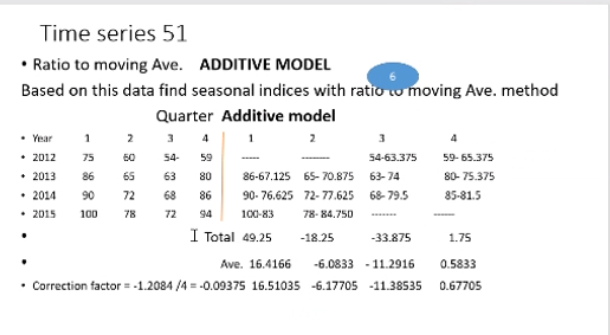 Time series 51
• Ratio to moving Ave. ADDITIVE MODEL
6
Based on this data find seasonal indices with ratio to moving Ave. method
Quarter Additive model
• Year 1 2 3 4 1 2 3 4
• 2012 75 60 54- 59 ----- -------- 54-63.375 59- 65.375
• 2013 86 65 63 80 86-67.125 65- 70.875 63- 74 80- 75.375
• 2014 90 72 68 86 90- 76.625 72- 77.625 68- 79.5 85-81.5
• 2015 100 78 72 94 100-83 78- 84.750 ------- ------
• Total 49.25 -18.25 -33.875 1.75
• Ave. 16.4166 -6.0833 - 11.2916 0.5833
• Correction factor = -1.2084 /4 = -0.09375 16.51035 -6.17705 -11.38535 0.67705